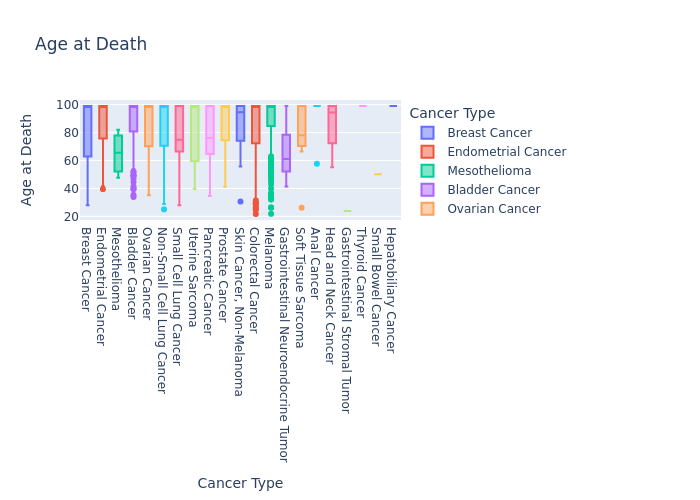 Age at Death
Cancer Type
Breast Cancer
Endometrial Cancer
Mesothelioma
Bladder Cancer
Ovarian Cancer
Age at Death
100
80
60
40
20
Breast Cancer
Endometrial Cancer
Mesothelioma
Bladder Cancer
Ovarian Cancer
Non-Small Cell Lung Cancer
Small Cell Lung Cancer
Uterine Sarcoma
Pancreatic Cancer
Prostate Cancer
Skin Cancer, Non-Melanoma
Colorectal Cancer
Melanoma
Gastrointestinal Neuroendocrine Tumor
Soft Tissue Sarcoma
Anal Cancer
Head and Neck Cancer
Gastrointestinal Stromal Tumor
Thyroid Cancer
Small Bowel Cancer
Hepatobiliary Cancer
Cancer Type